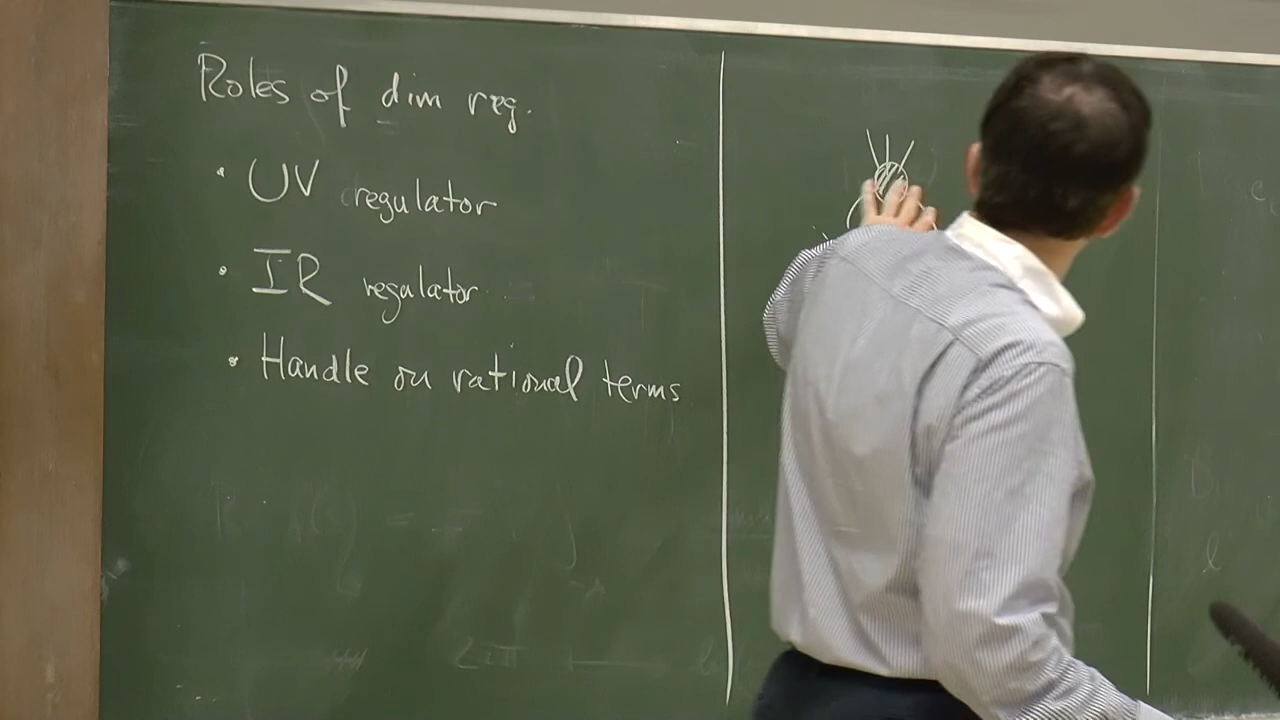 Roles of dim reg.
• UV regulator
• IR regulator
• Handle on rational terms